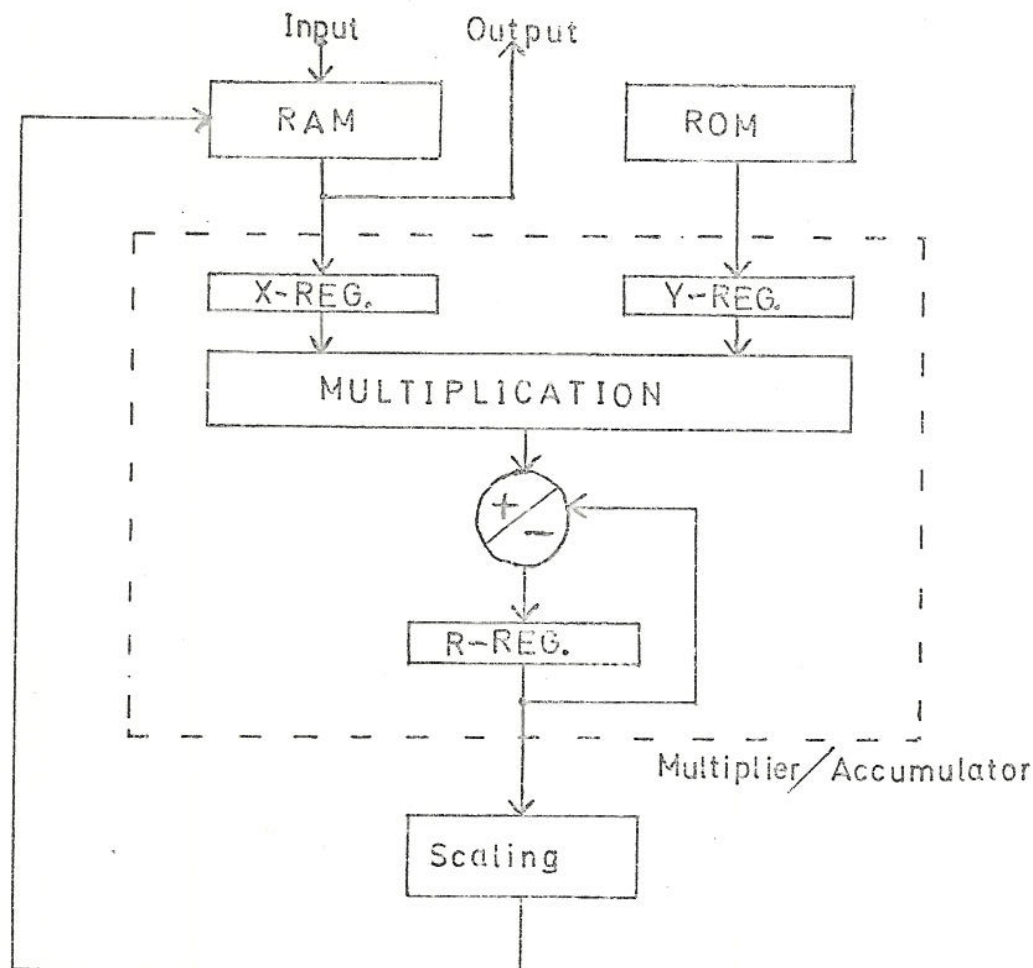 Input Output
RAM
ROM
X-REG.
Y-REG.
MULTIPLICATION
+
-
R-REG.
Multiplier/Accumulator
Scaling